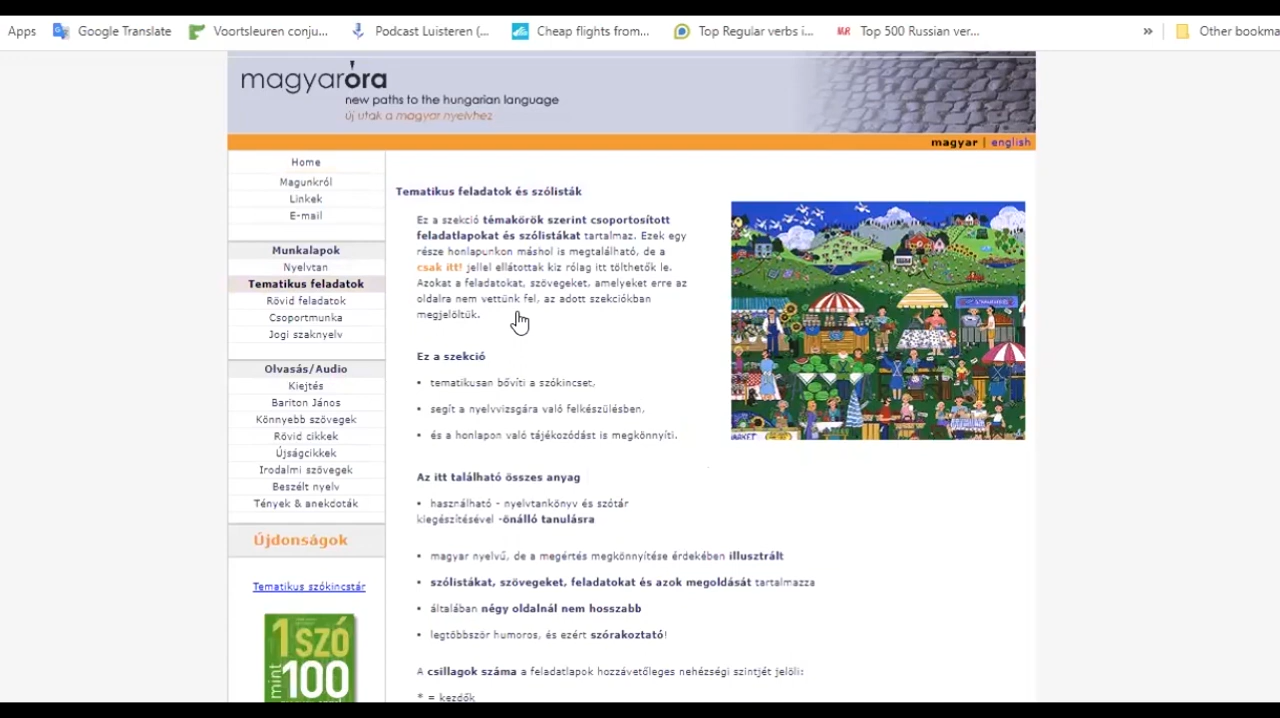 Apps Google Translate Voortsleuren conju... Podcast Luisteren (... Cheap flights from... Top Regular verbs i... Top 500 Russian ver... » Other bookma
magyaróra
new paths to the hungarian language
új utak a magyar nyelvhez
magyar | english
Home
Magunkról
Linkek
E-mail
Munkalapok
Nyelvtan
Tematikus feladatok
Rövid feladatok
Csoportmunka
Jogi szaknyelv
Olvasás/Audio
Kiejtés
Bariton János
Könnyebb szövegek
Rövid cikkek
Újságcikkek
Irodalmi szövegek
Beszélt nyelv
Tények & anekdoták
Újdonságok
Tematikus szókincstár
1 szó
mint
100
Tematikus feladatok és szólisták
Ez a szekció témakörök szerint csoportosított
feladatlapokat és szólistákat tartalmaz. Ezek egy
része honlapunkon máshol is megtalálható, de a
csak itt! jellel ellátottak kiz rólag itt tölthetők le.
Azokat a feladatokat, szövegeket, amelyeket erre az
oldalra nem vettünk fel, az adott szekciókban
megjelöltük.
Ez a szekció
• tematikusan bővíti a szókincset,
• segít a nyelvvizsgára való felkészülésben,
• és a honlapon való tájékozódást is megkönnyíti.
Az itt található összes anyag
• használható - nyelvtankönyv és szótár
kiegészítésével -önálló tanulásra
• magyar nyelvű, de a megértés megkönnyítése érdekében illusztrált
• szólistákat, szövegeket, feladatokat és azok megoldását tartalmazza
• általában négy oldalnál nem hosszabb
• legtöbbször humoros, és ezért szórakoztató!
A csillagok száma a feladatlapok hozzávetőleges nehézségi szintjét jelöli:
* = kezdők
MARKET